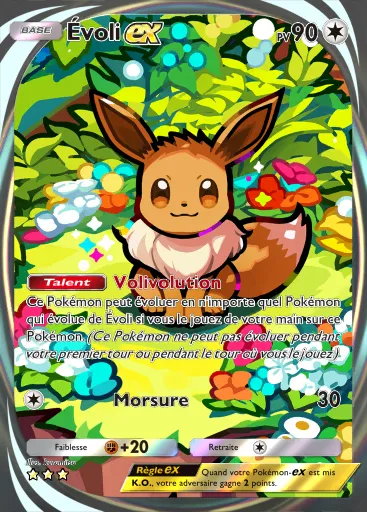 BASE Évoli ex PV 90
Talent Volivolution
Ce Pokémon peut évoluer en n'importe quel Pokémon
qui évolue de Évoli si vous le jouez de votre main sur ce
Pokémon. (Ce Pokémon ne peut pas évoluer pendant
votre premier tour ou pendant le tour où vous le jouez.)
Morsure 30
Faiblesse +20 Retraite
Règle ex Quand votre Pokémon-ex est mis
K.O., votre adversaire gagne 2 points.